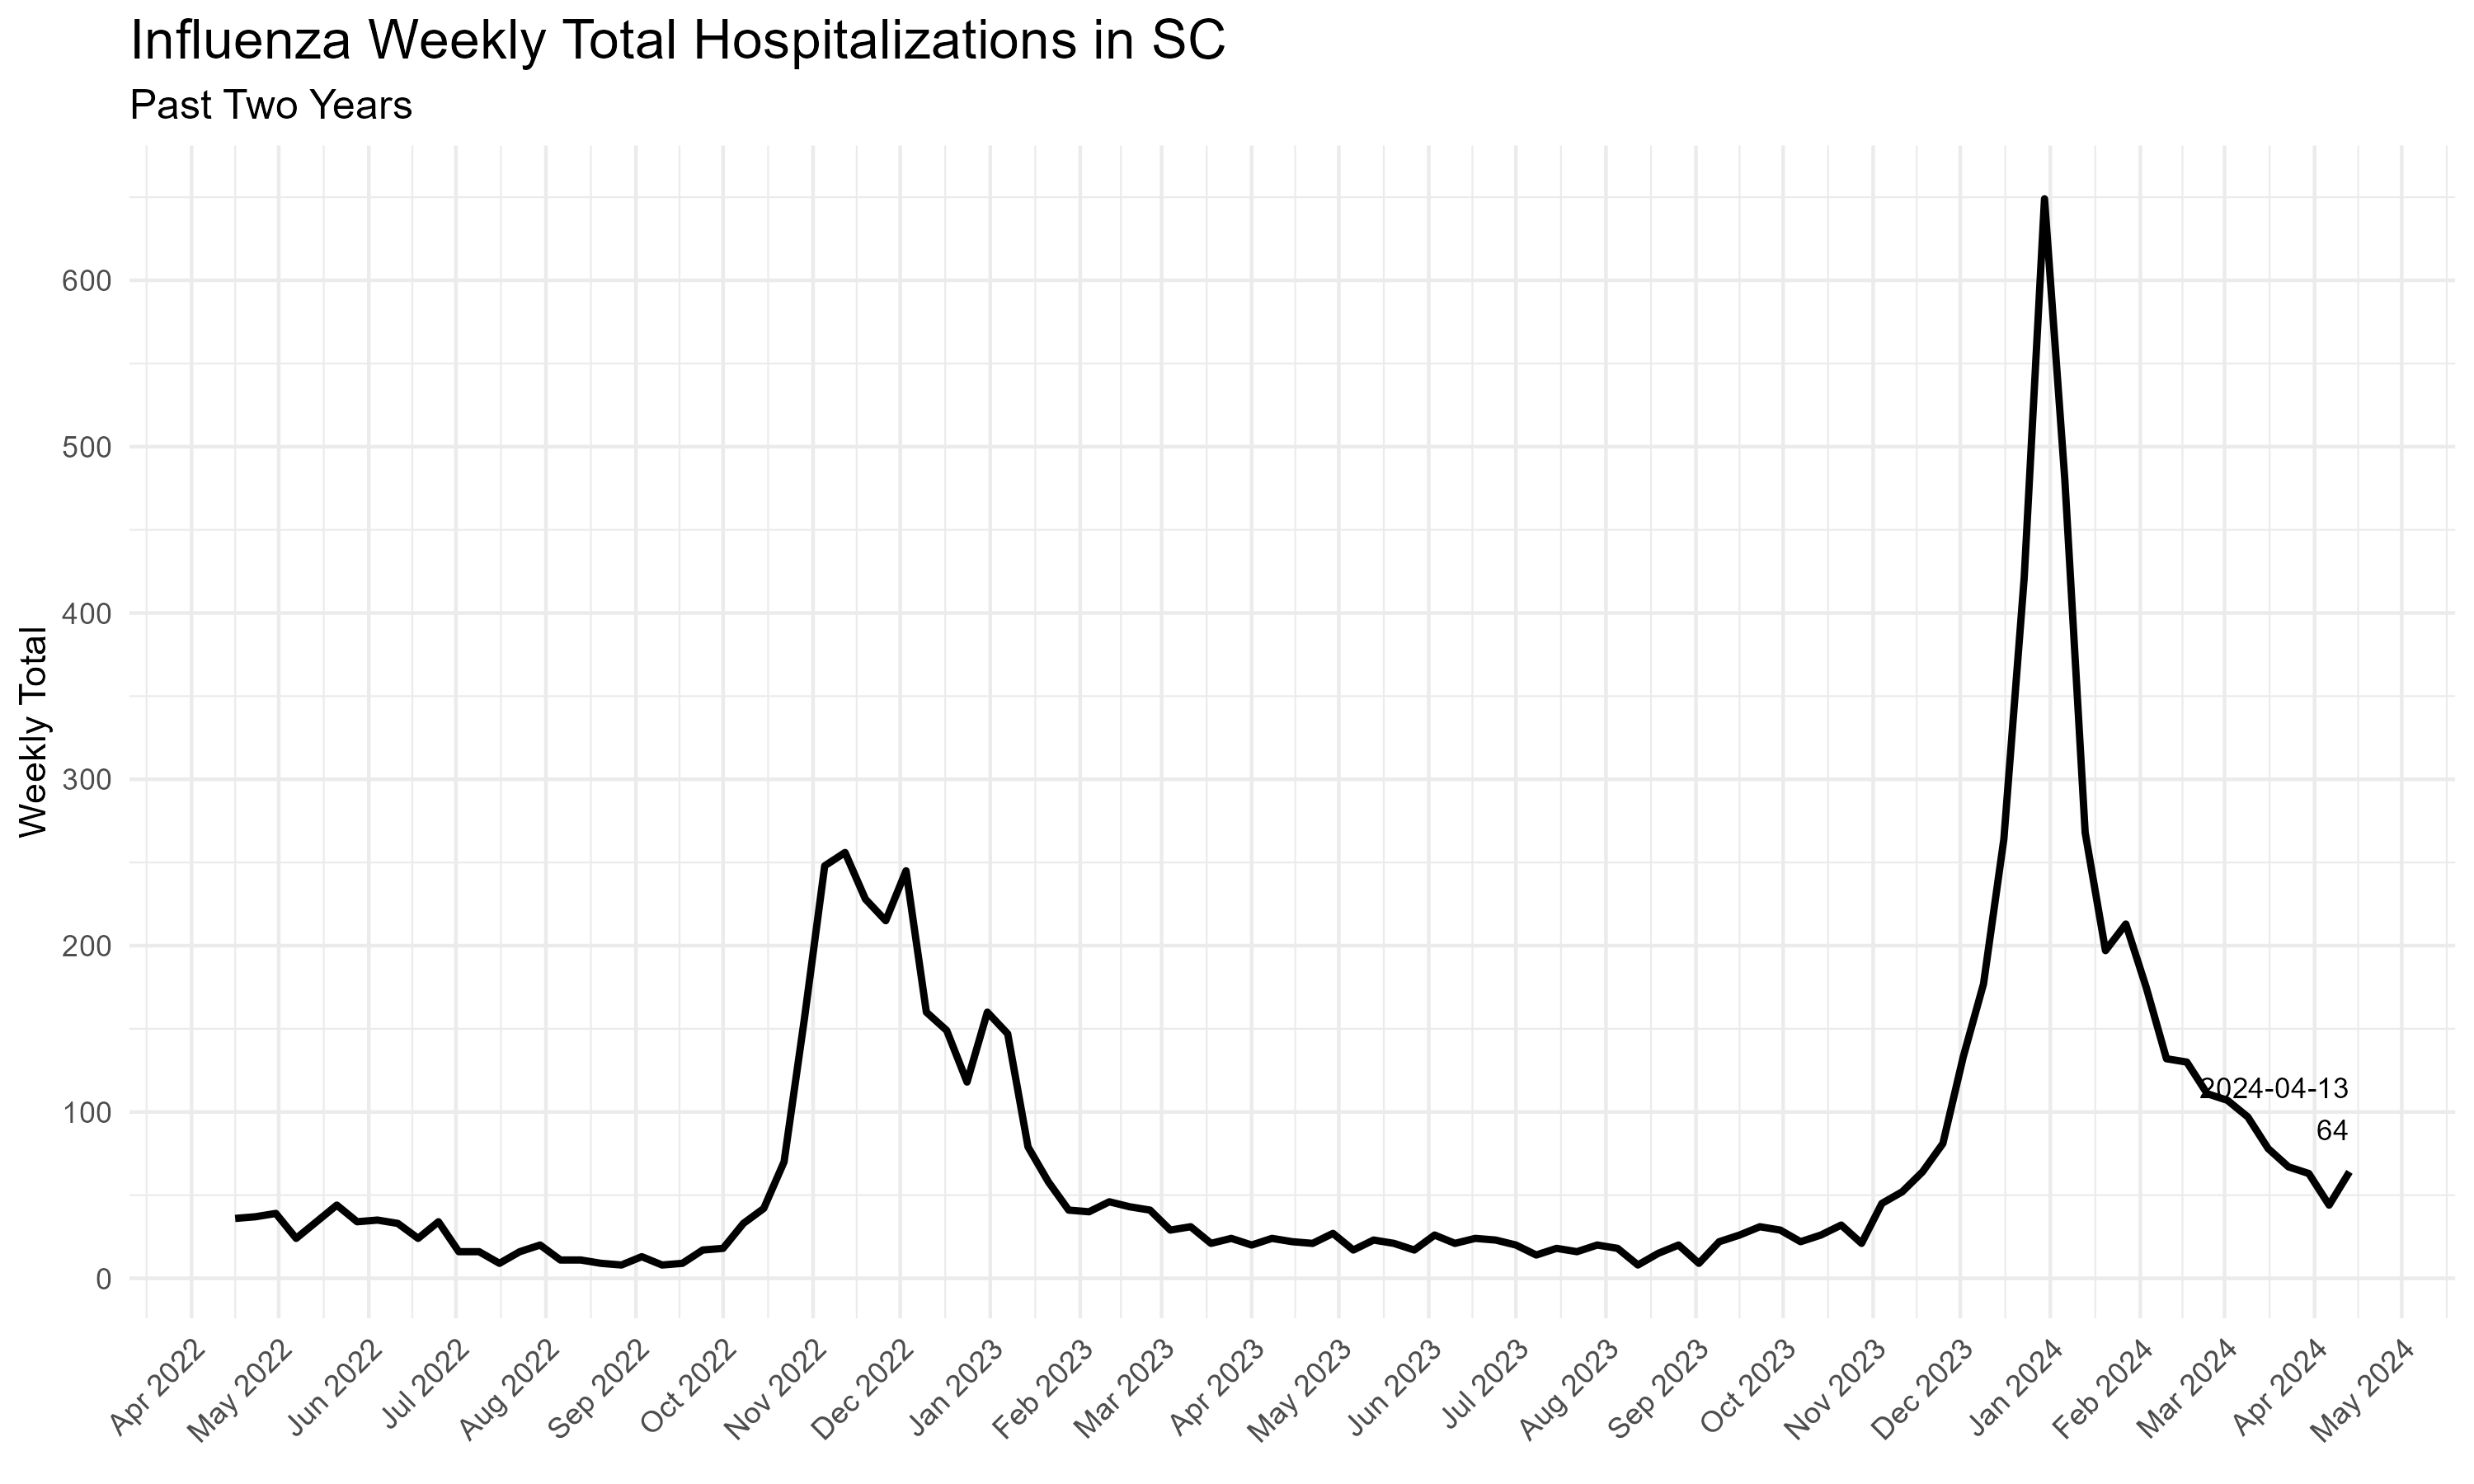 Influenza Weekly Total Hospitalizations in SC
Past Two Years
Weekly Total
600
500
400
300
200
100
0
2024-04-13
64
Apr 2022
May 2022
Jun 2022
Jul 2022
Aug 2022
Sep 2022
Oct 2022
Nov 2022
Dec 2022
Jan 2023
Feb 2023
Mar 2023
Apr 2023
May 2023
Jun 2023
Jul 2023
Aug 2023
Sep 2023
Oct 2023
Nov 2023
Dec 2023
Jan 2024
Feb 2024
Mar 2024
Apr 2024
May 2024